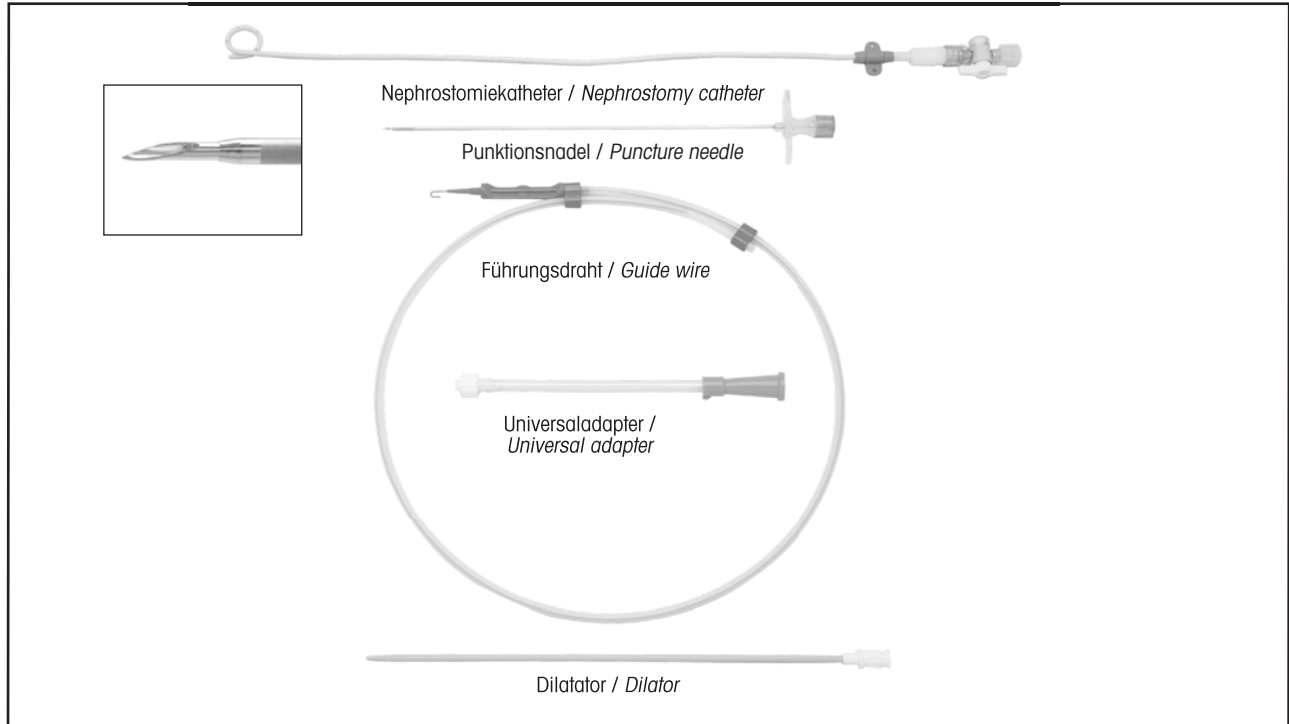 Nephrostomiekatheter / Nephrostomy catheter
Punktionsnadel / Puncture needle
Führungsdraht / Guide wire
Universaladapter /
Universal adapter
Dilatator / Dilator